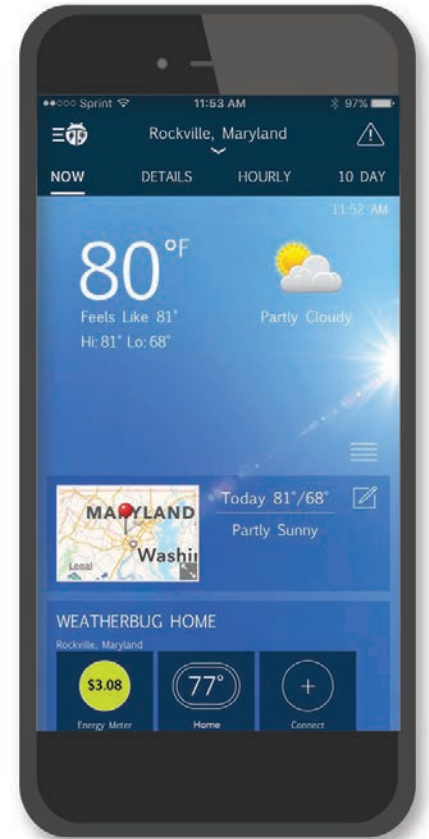 Sprint 11:53 AM 97%
Rockville, Maryland
NOW DETAILS HOURLY 10 DAY
11:52 AM
80°F
Feels Like 81° Partly Cloudy
Hi: 81° Lo: 68°
Today 81°/68°
MARYLAND
Partly Sunny
Washin
Local
WEATHERBUG HOME
Rockville, Maryland
$3.08 77° +
Energy Meter Home Connect